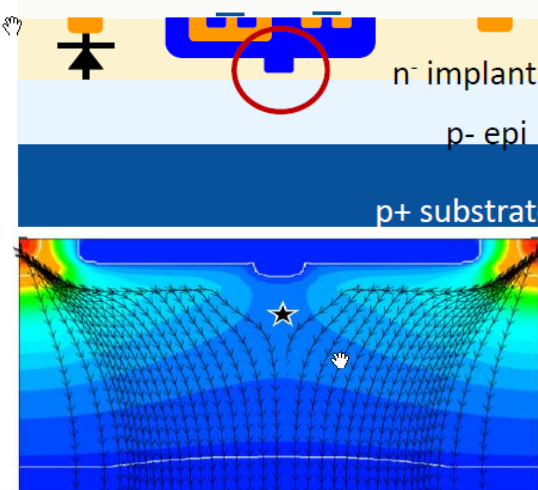 n⁻ implant
p- epi
p+ substrat